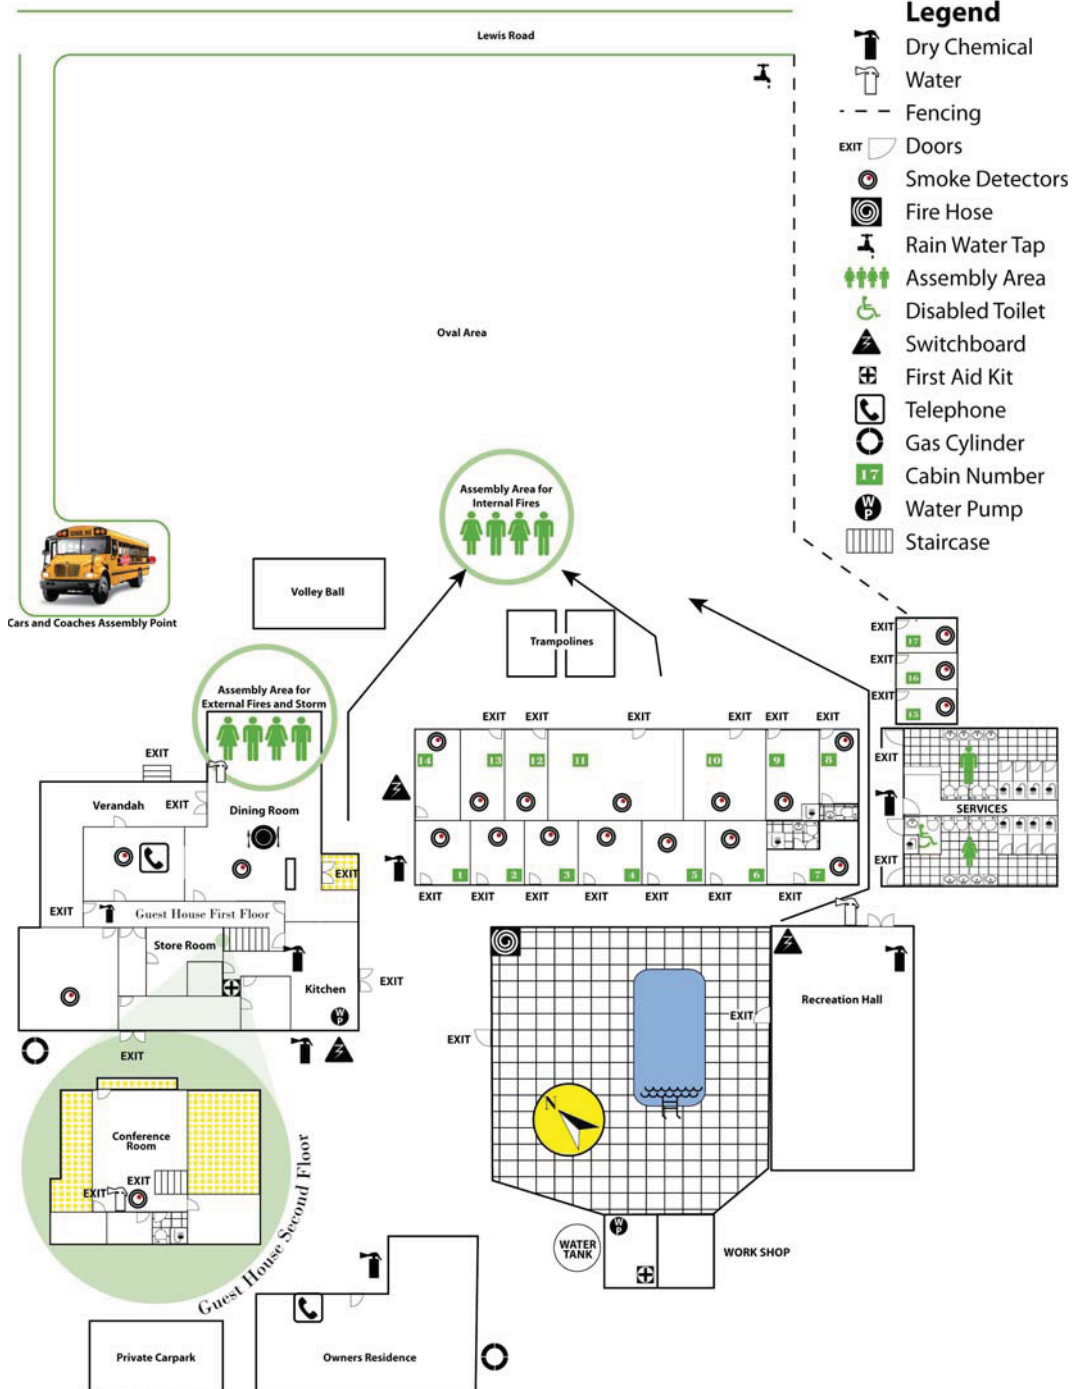 Legend
Dry Chemical
Water
Fencing
EXIT Doors
Smoke Detectors
Fire Hose
Rain Water Tap
Assembly Area
Disabled Toilet
Switchboard
First Aid Kit
Telephone
Gas Cylinder
17 Cabin Number
WP Water Pump
Staircase
Lewis Road
Oval Area
Assembly Area for
Internal Fires
SCHOOL BUS
Cars and Coaches Assembly Point
Volley Ball
Trampolines
Assembly Area for
External Fires and Storm
EXIT
17
EXIT
16
EXIT
15
EXIT EXIT EXIT EXIT EXIT EXIT
14 13 12 11 10 9 8
1 2 3 4 5 6 7
EXIT EXIT EXIT EXIT EXIT EXIT EXIT
EXIT
SERVICES
EXIT
EXIT
Verandah
EXIT
Dining Room
EXIT
EXIT
Guest House First Floor
Store Room
Kitchen
EXIT
WP
EXIT
Conference
Room
EXIT
EXIT
Guest House Second Floor
Recreation Hall
EXIT
EXIT
N
WP
WATER
TANK
WORK SHOP
Private Carpark
Owners Residence